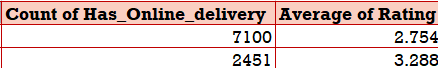 Count of Has_Online_delivery Average of Rating
7100 2.754
2451 3.288